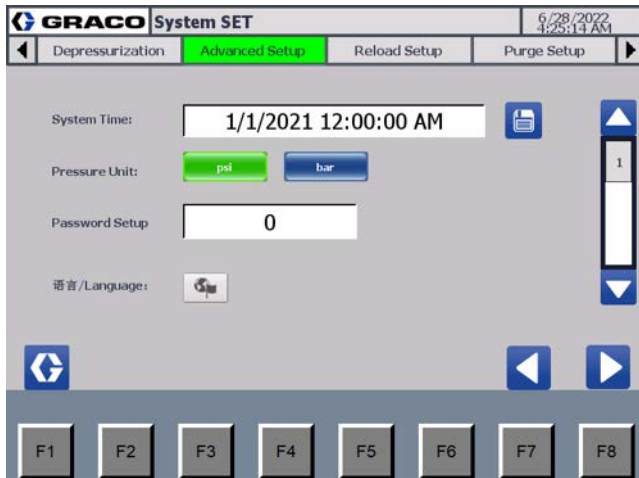 GRACO System SET 6/28/2022
4:25:14 AM
Depressurization Advanced Setup Reload Setup Purge Setup
System Time: 1/1/2021 12:00:00 AM
1
Pressure Unit: psi bar
Password Setup 0
语言/Language:
F1 F2 F3 F4 F5 F6 F7 F8